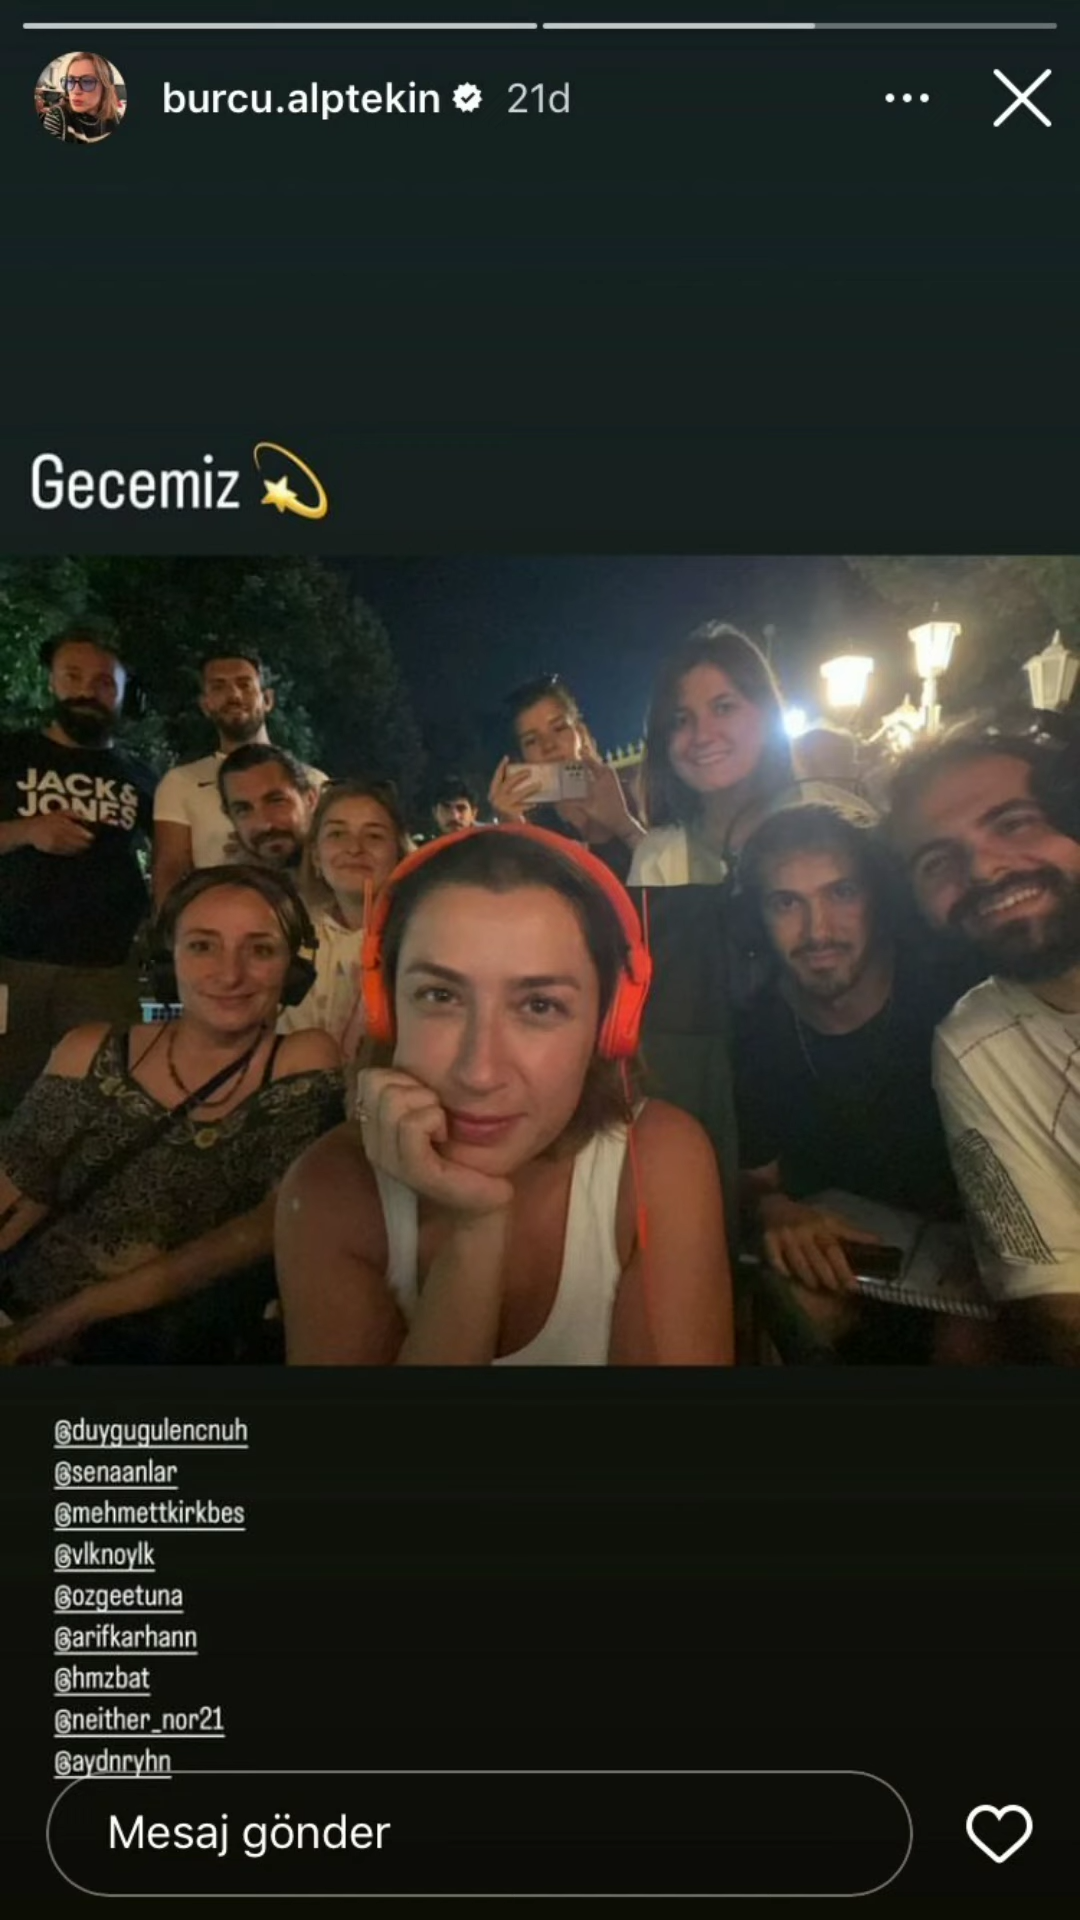 burcu.alptekin 21d
Gecemiz
JACK&
JONES
@duygugulencnuh
@senaanlar
@mehmettkirkbes
@vlknoylk
@ozgeetuna
@arifkarhann
@hmzbat
@neither_nor21
@aydnryhn
Mesaj gönder